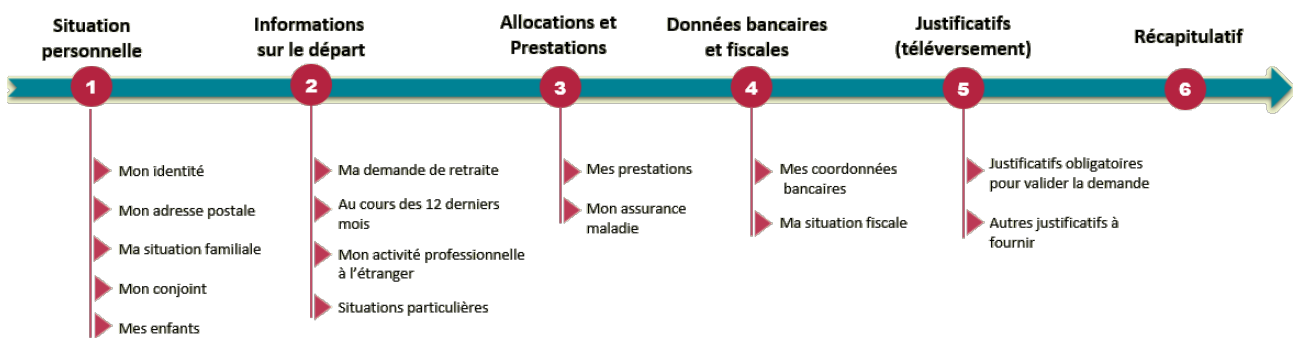 Situation
personnelle
1
Mon identité
Mon adresse postale
Ma situation familiale
Mon conjoint
Mes enfants
Informations
sur le départ
2
Ma demande de retraite
Au cours des 12 derniers
mois
Mon activité professionnelle
à l'étranger
Situations particulières
Allocations et
Prestations
3
Mes prestations
Mon assurance
maladie
Données bancaires
et fiscales
4
Mes coordonnées
bancaires
Ma situation fiscale
Justificatifs
(téléversement)
5
Justificatifs obligatoires
pour valider la demande
Autres justificatifs à
fournir
Récapitulatif
6